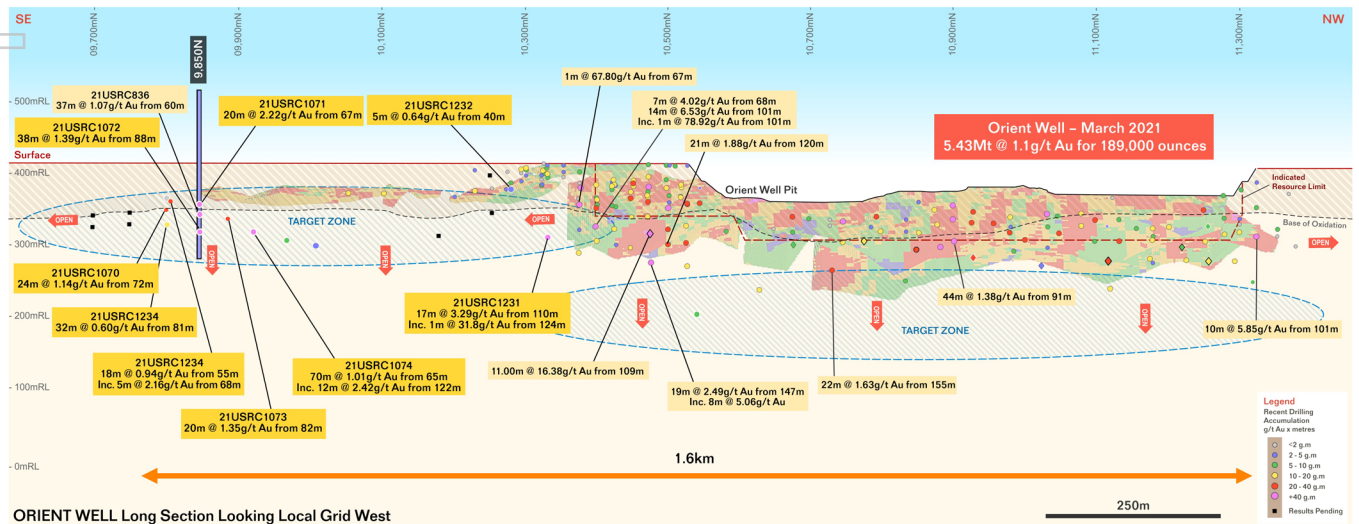 SE
NW
09,700mN
09,900mN
10,100mN
10,300mN
10,500mN
10,700mN
10,900mN
11,100mN
11,300mN
9,850N
500mRL
400mRL
300mRL
200mRL
100mRL
0mRL
Surface
21USRC836
37m @ 1.07g/t Au from 60m
21USRC1072
38m @ 1.39g/t Au from 88m
21USRC1071
20m @ 2.22g/t Au from 67m
21USRC1232
5m @ 0.64g/t Au from 40m
1m @ 67.80g/t Au from 67m
7m @ 4.02g/t Au from 68m
14m @ 6.53g/t Au from 101m
Inc. 1m @ 78.92g/t Au from 101m
21m @ 1.88g/t Au from 120m
Orient Well – March 2021
5.43Mt @ 1.1g/t Au for 189,000 ounces
Orient Well Pit
Indicated
Resource Limit
Base of Oxidation
OPEN
TARGET ZONE
OPEN
OPEN
OPEN
OPEN
21USRC1070
24m @ 1.14g/t Au from 72m
21USRC1234
32m @ 0.60g/t Au from 81m
21USRC1234
18m @ 0.94g/t Au from 55m
Inc. 5m @ 2.16g/t Au from 68m
21USRC1073
20m @ 1.35g/t Au from 82m
21USRC1074
70m @ 1.01g/t Au from 65m
Inc. 12m @ 2.42g/t Au from 122m
21USRC1231
17m @ 3.29g/t Au from 110m
Inc. 1m @ 31.8g/t Au from 124m
OPEN
OPEN
OPEN
TARGET ZONE
44m @ 1.38g/t Au from 91m
10m @ 5.85g/t Au from 101m
11.00m @ 16.38g/t Au from 109m
19m @ 2.49g/t Au from 147m
Inc. 8m @ 5.06g/t Au
22m @ 1.63g/t Au from 155m
Legend
Recent Drilling
Accumulation
g/t Au x metres
<2 g.m
2 - 5 g.m
5 - 10 g.m
10 - 20 g.m
20 - 40 g.m
+40 g.m
Results Pending
1.6km
250m
ORIENT WELL Long Section Looking Local Grid West